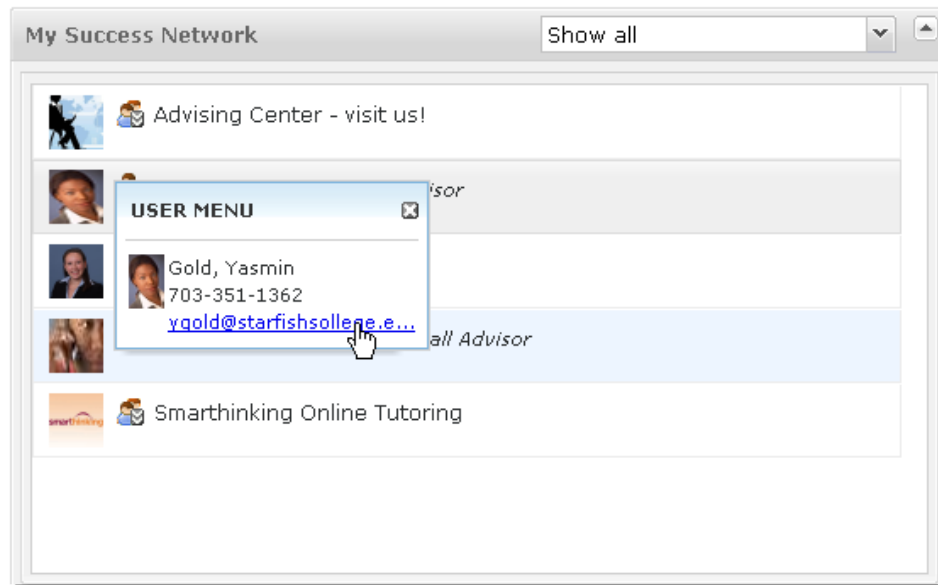 My Success Network
Show all
Advising Center - visit us!
USER MENU
Gold, Yasmin
703-351-1362
ygold@starfishsollege.e...
all Advisor
Smarthinking Online Tutoring
smarthinking